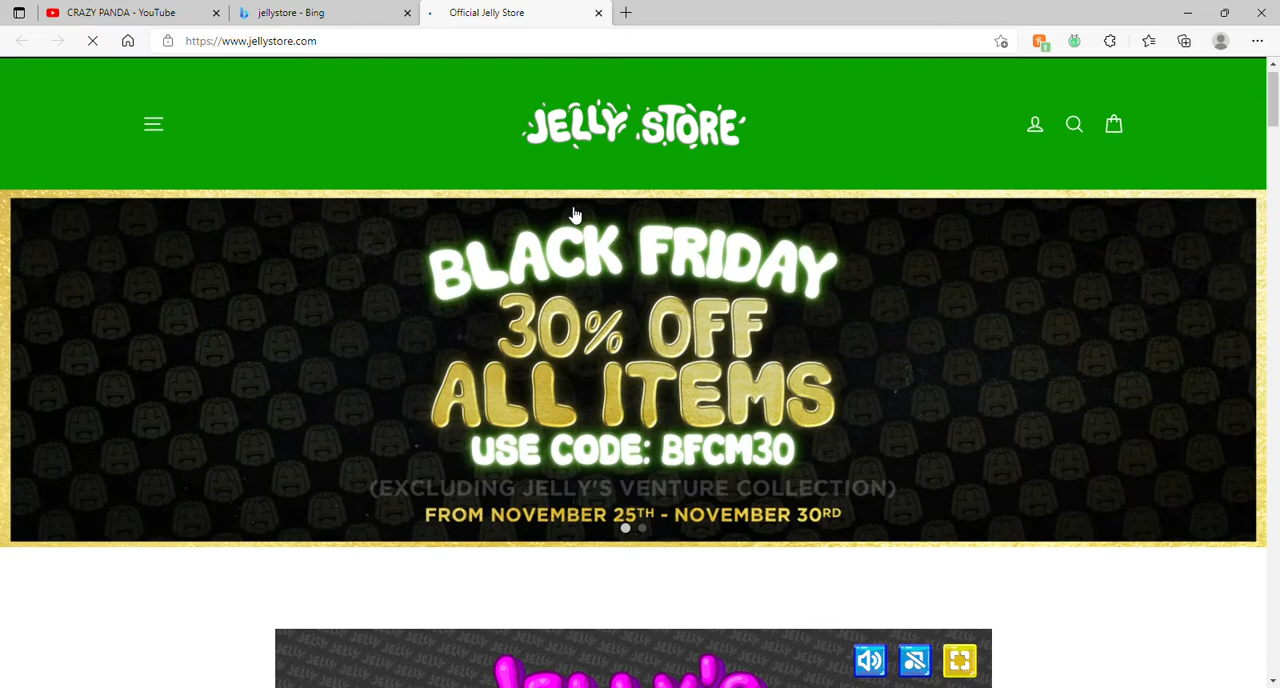 CRAZY PANDA - YouTube
jellystore - Bing
Official Jelly Store
https://www.jellystore.com
1
JELLY STORE
BLACK FRIDAY
30% OFF
ALL ITEMS
USE CODE: BFCM30
(EXCLUDING JELLY'S VENTURE COLLECTION)
FROM NOVEMBER 25TH - NOVEMBER 30RD